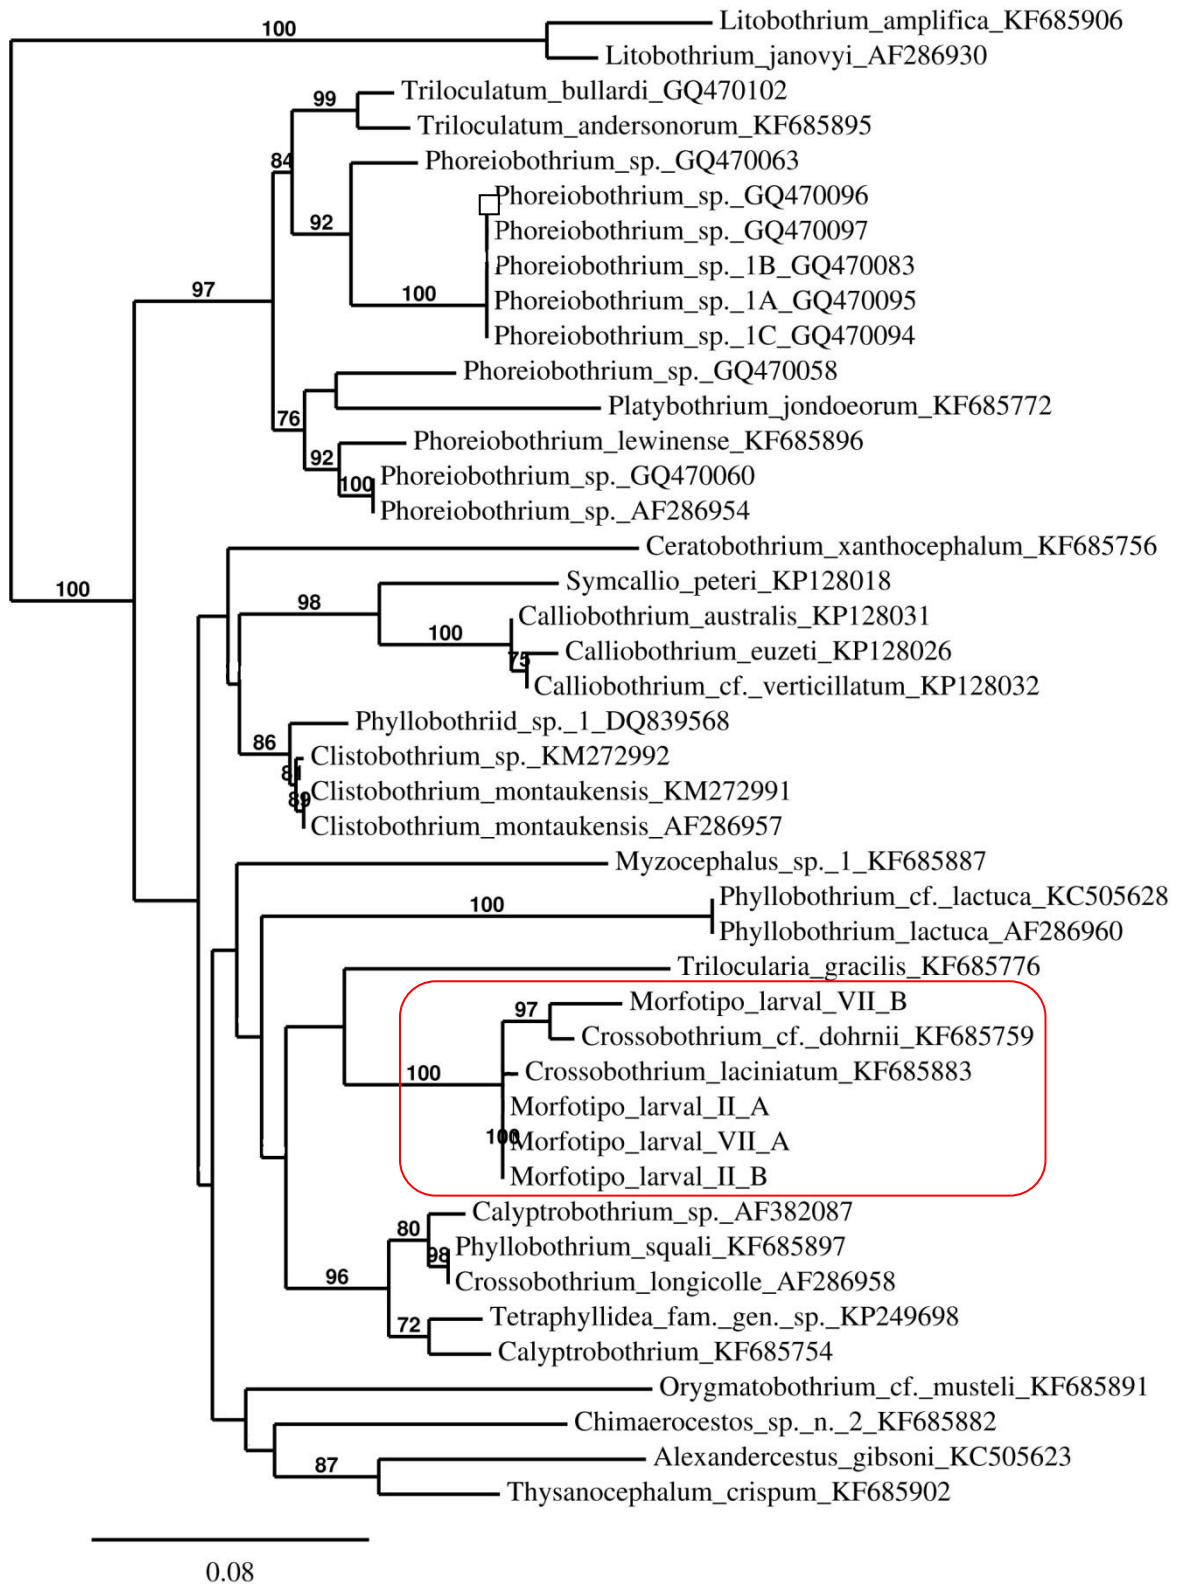 100
Litobothrium_amplifica_KF685906
Litobothrium_janovyi_AF286930
Triloculatum_bullardi_GQ470102
99
Triloculatum_andersonorum_KF685895
84
Phoreiobothrium_sp._GQ470063
Phoreiobothrium_sp._GQ470096
92
Phoreiobothrium_sp._GQ470097
Phoreiobothrium_sp._1B_GQ470083
97
100
Phoreiobothrium_sp._1A_GQ470095
Phoreiobothrium_sp._1C_GQ470094
Phoreiobothrium_sp._GQ470058
Platybothrium_jondoeorum_KF685772
76
Phoreiobothrium_lewinense_KF685896
92
Phoreiobothrium_sp._GQ470060
100
Phoreiobothrium_sp._AF286954
Ceratobothrium_xanthocephalum_KF685756
100
Symcallio_peteri_KP128018
98
Calliobothrium_australis_KP128031
100
Calliobothrium_euzeti_KP128026
75
Calliobothrium_cf._verticillatum_KP128032
Phyllobothriid_sp._1_DQ839568
86
Clistobothrium_sp._KM272992
81
Clistobothrium_montaukensis_KM272991
89
Clistobothrium_montaukensis_AF286957
Myzocephalus_sp._1_KF685887
Phyllobothrium_cf._lactuca_KC505628
100
Phyllobothrium_lactuca_AF286960
Trilocularia_gracilis_KF685776
Morfotipo_larval_VII_B
97
Crossobothrium_cf._dohrnii_KF685759
100
Crossobothrium_laciniatum_KF685883
Morfotipo_larval_II_A
100
Morfotipo_larval_VII_A
Morfotipo_larval_II_B
Calyptrobothrium_sp._AF382087
80
Phyllobothrium_squali_KF685897
98
96
Crossobothrium_longicolle_AF286958
Tetraphyllidea_fam._gen._sp._KP249698
72
Calyptrobothrium_KF685754
Orygmatobothrium_cf._musteli_KF685891
Chimaerocestos_sp._n._2_KF685882
87
Alexandercestus_gibsoni_KC505623
Thysanocephalum_crispum_KF685902
0.08